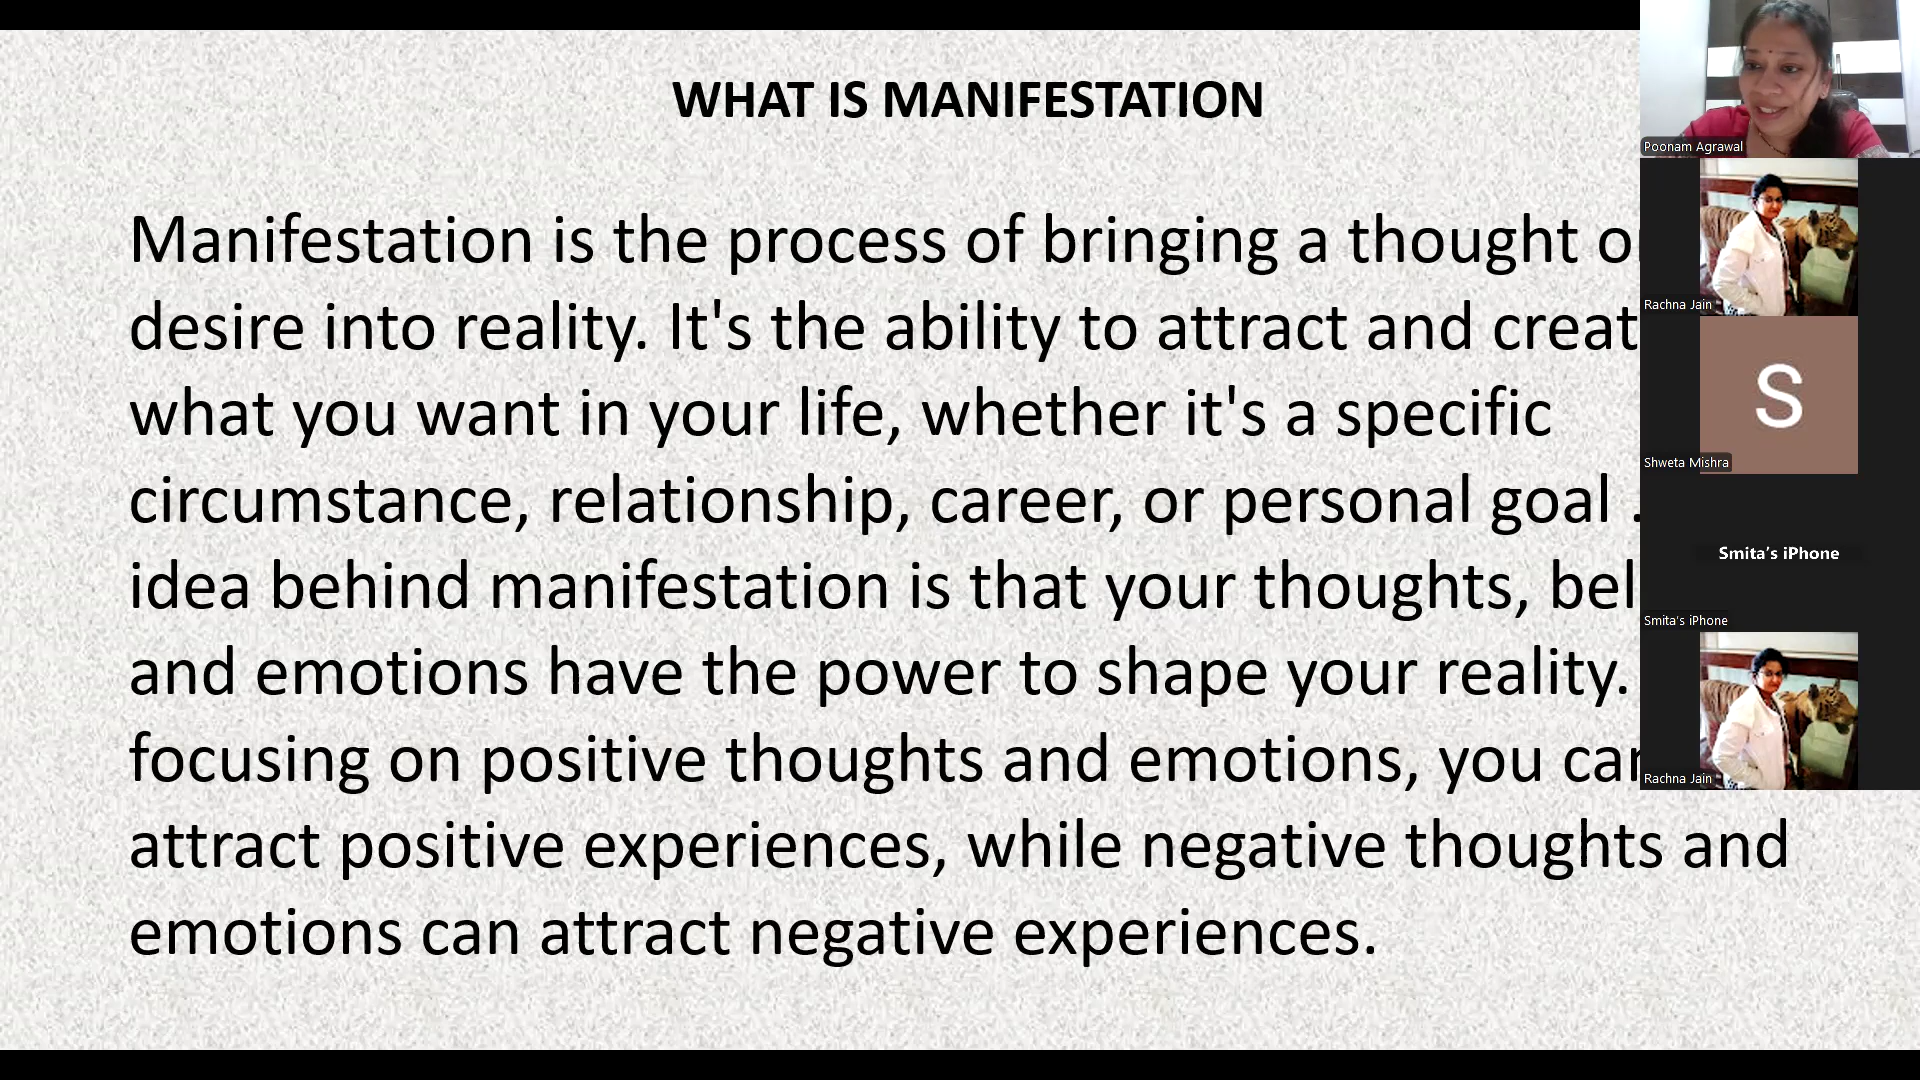 WHAT IS MANIFESTATION
Manifestation is the process of bringing a thought
desire into reality. It's the ability to attract and creat
what you want in your life, whether it's a specific
circumstance, relationship, career, or personal goal .
idea behind manifestation is that your thoughts, bel
and emotions have the power to shape your reality.
focusing on positive thoughts and emotions, you
attract positive experiences, while negative thoughts and
emotions can attract negative experiences.
Poonam Agrawal
Rachna Jain
S
Shweta Mishra
Smita's iPhone
Smita's iPhone
Rachna Jain